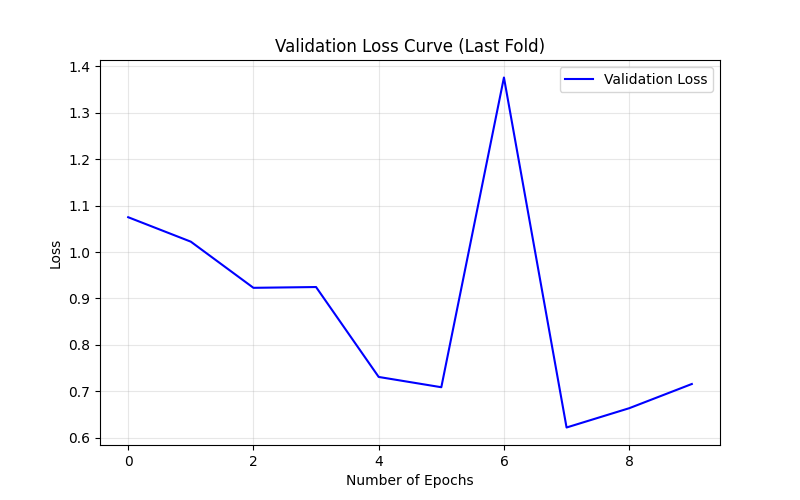 Validation Loss Curve (Last Fold)
Validation Loss
1.4
1.3
1.2
1.1
1.0
0.9
0.8
0.7
0.6
Loss
0 2 4 6 8
Number of Epochs